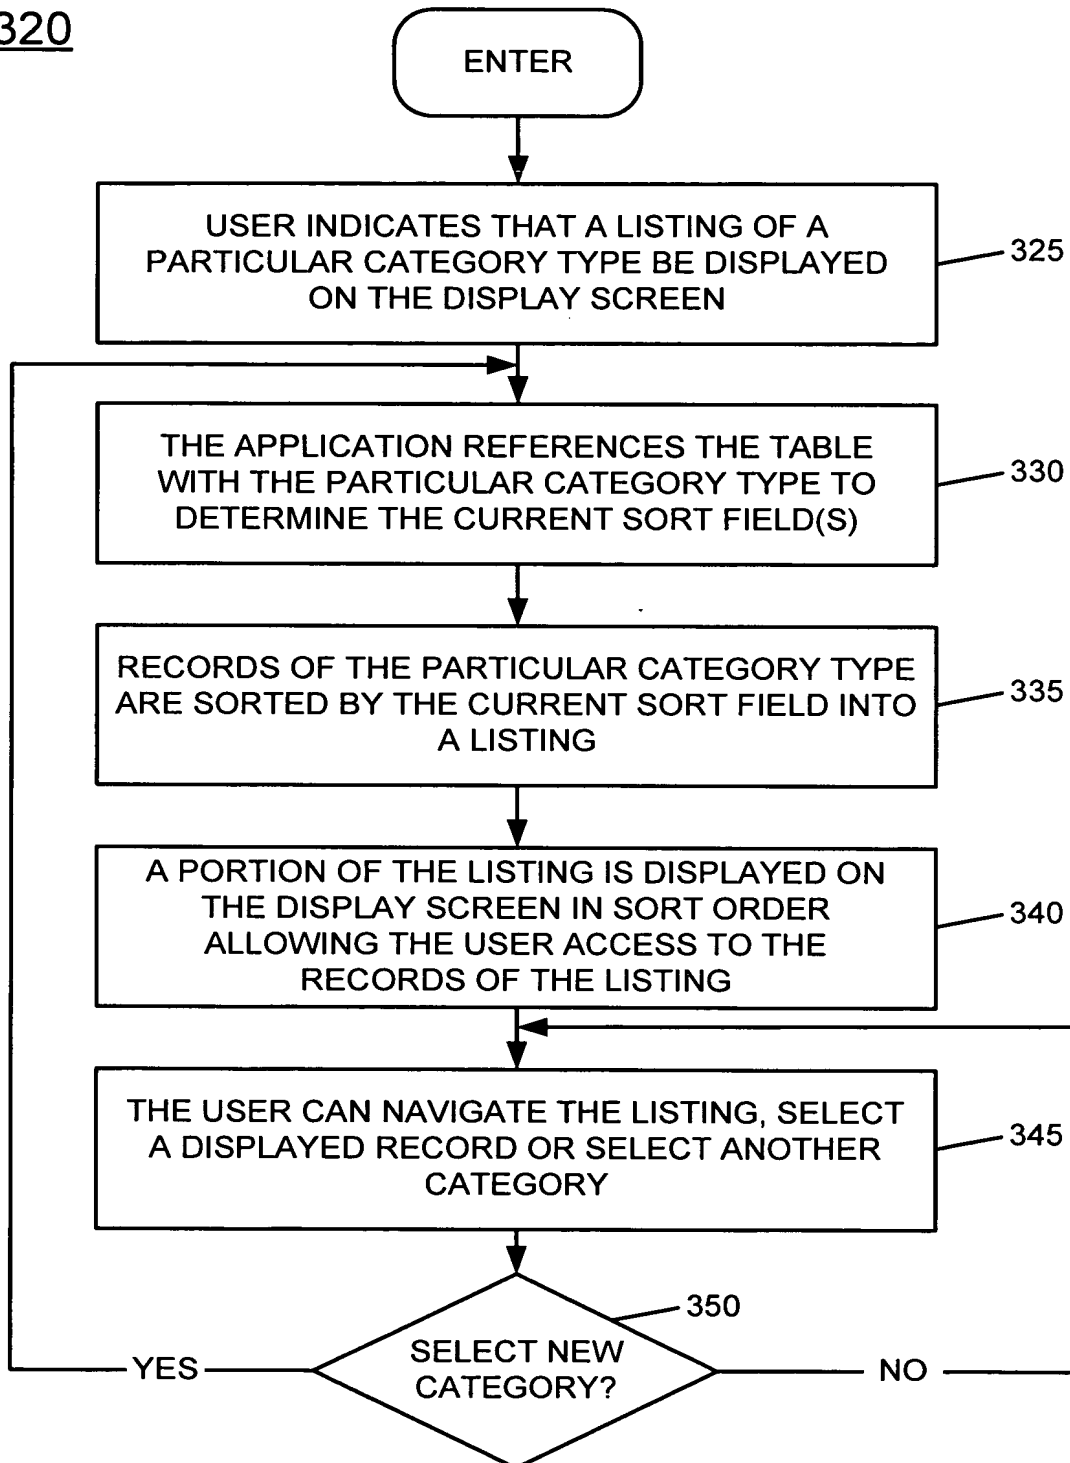 320
ENTER
USER INDICATES THAT A LISTING OF A
PARTICULAR CATEGORY TYPE BE DISPLAYED
ON THE DISPLAY SCREEN
325
THE APPLICATION REFERENCES THE TABLE
WITH THE PARTICULAR CATEGORY TYPE TO
DETERMINE THE CURRENT SORT FIELD(S)
330
RECORDS OF THE PARTICULAR CATEGORY TYPE
ARE SORTED BY THE CURRENT SORT FIELD INTO
A LISTING
335
A PORTION OF THE LISTING IS DISPLAYED ON
THE DISPLAY SCREEN IN SORT ORDER
ALLOWING THE USER ACCESS TO THE
RECORDS OF THE LISTING
340
THE USER CAN NAVIGATE THE LISTING, SELECT
A DISPLAYED RECORD OR SELECT ANOTHER
CATEGORY
345
350
SELECT NEW
CATEGORY?
YES
NO